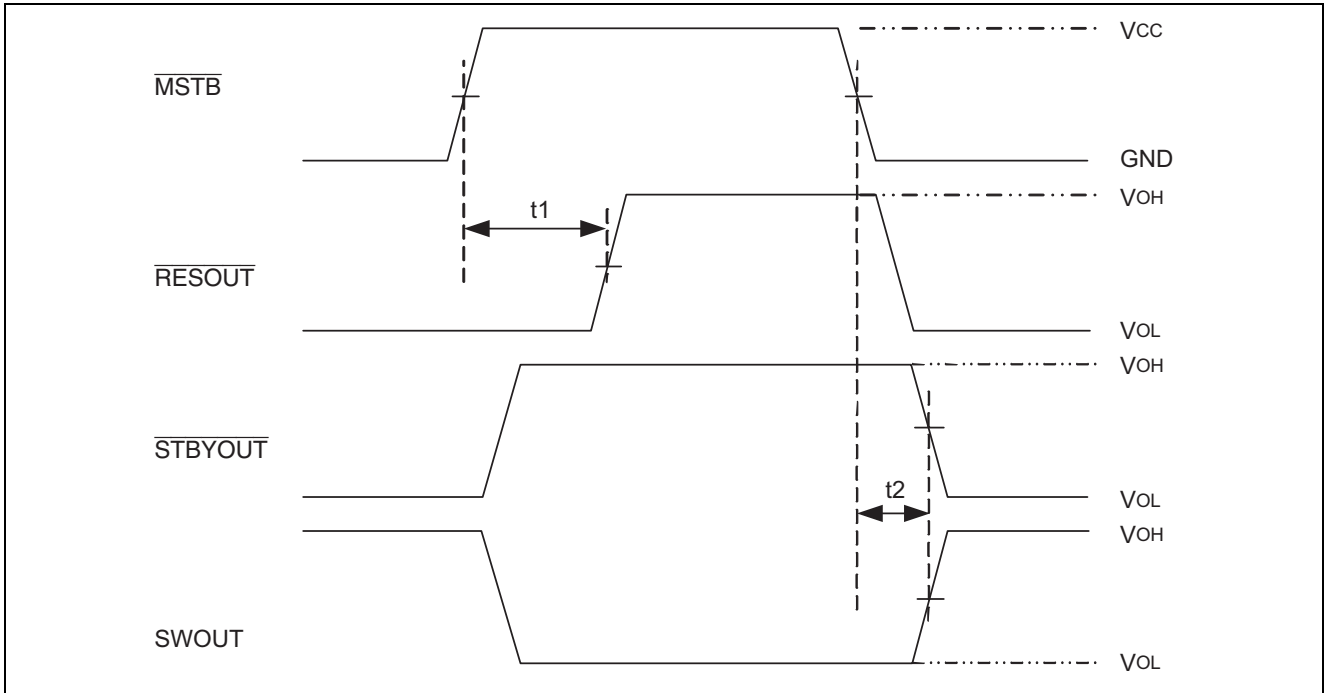 VCC
MSTB
GND
VOH
t1
RESOUT
VOL
VOH
STBYOUT
t2
VOL
VOH
SWOUT
VOL